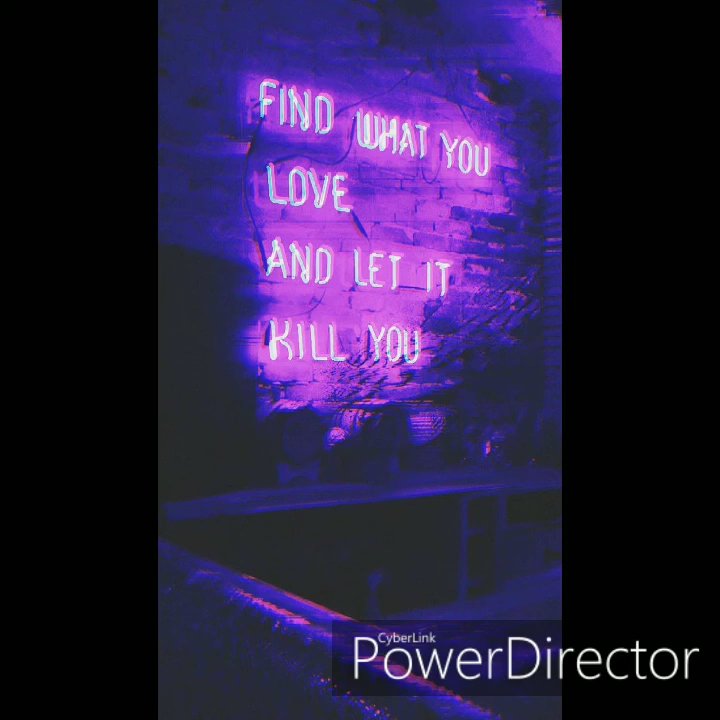 FIND WHAT YOU
LOVE
AND LET IT
KILL YOU
CyberLink
PowerDirector